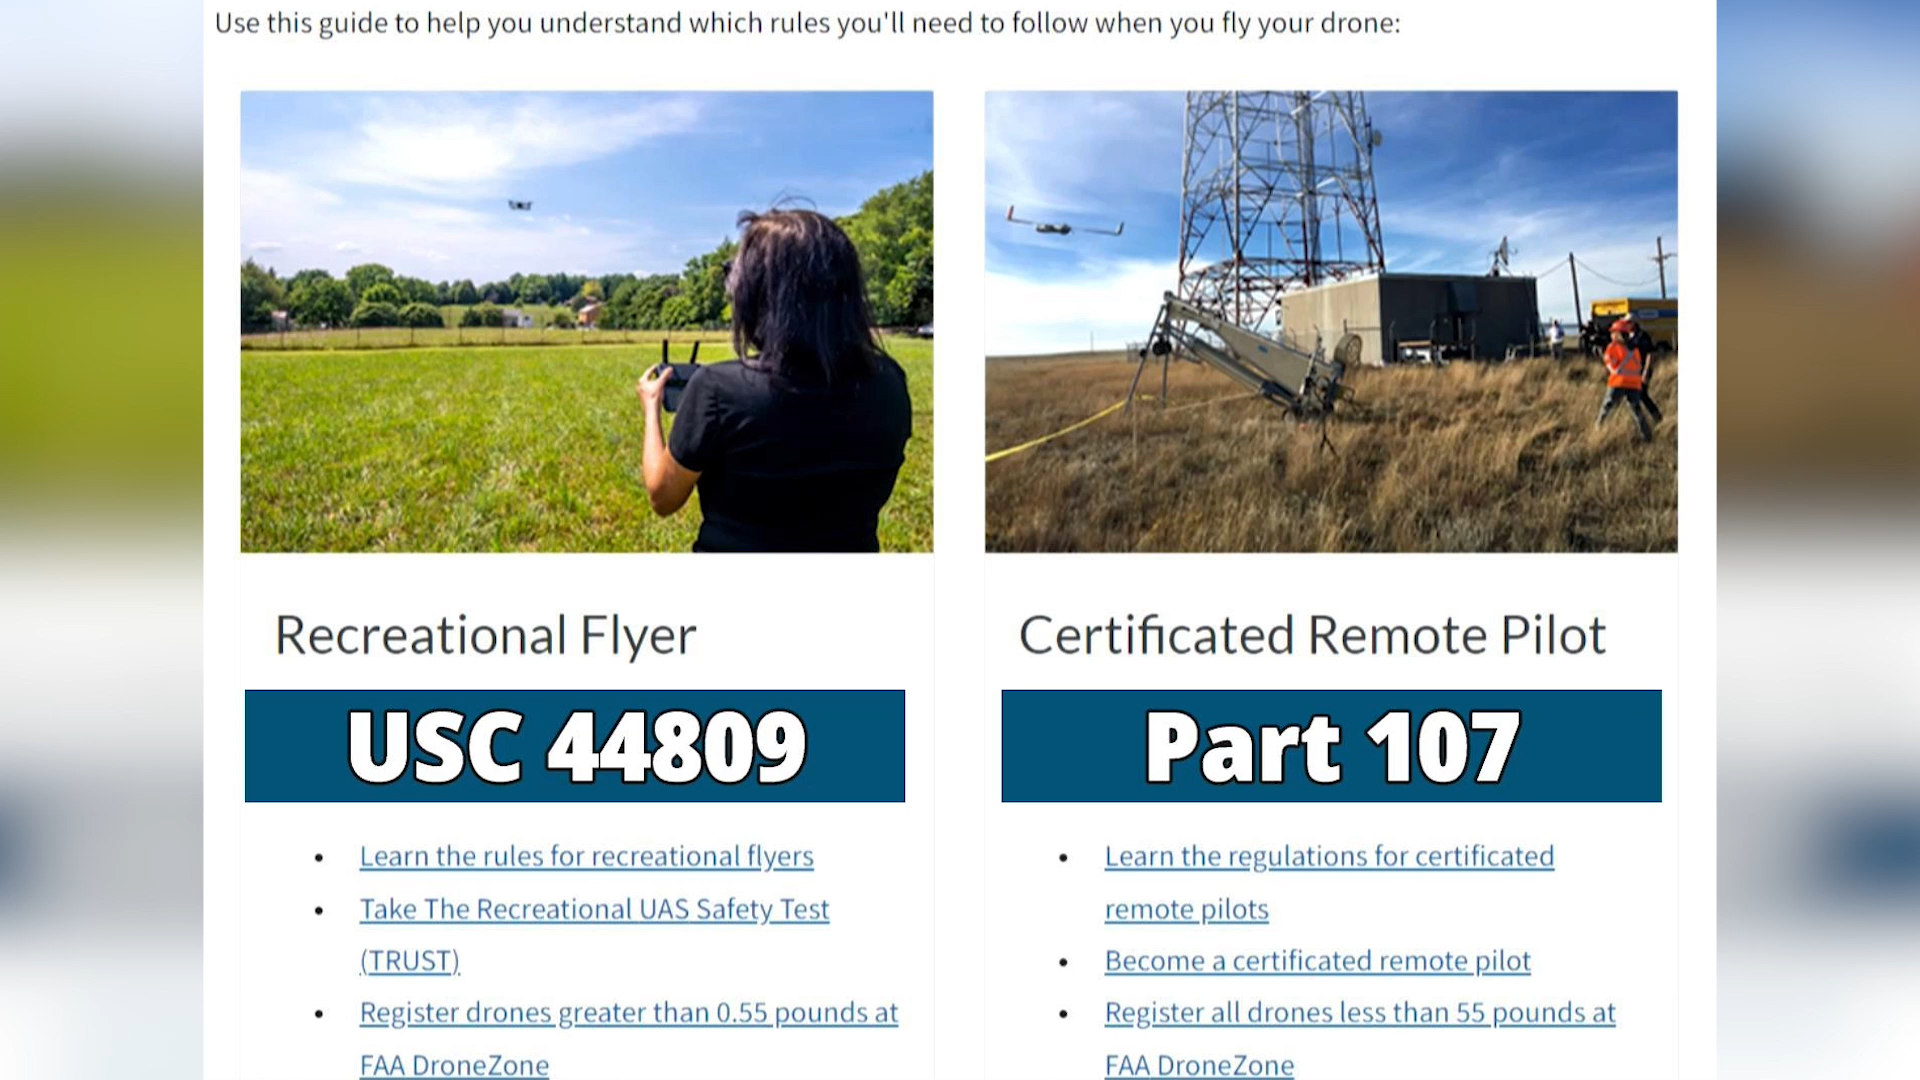 Use this guide to help you understand which rules you'll need to follow when you fly your drone:
Recreational Flyer
USC 44809
• Learn the rules for recreational flyers
• Take The Recreational UAS Safety Test
(TRUST)
• Register drones greater than 0.55 pounds at
FAA DroneZone
Certificated Remote Pilot
Part 107
• Learn the regulations for certificated
remote pilots
• Become a certificated remote pilot
• Register all drones less than 55 pounds at
FAA DroneZone